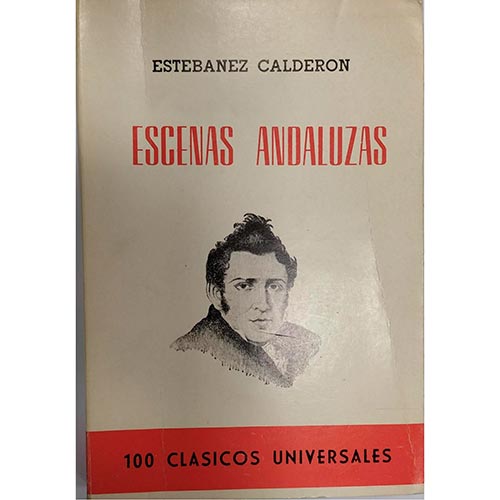 ESTEBANEZ CALDERON
ESCENAS ANDALUZAS
100 CLASICOS UNIVERSALES